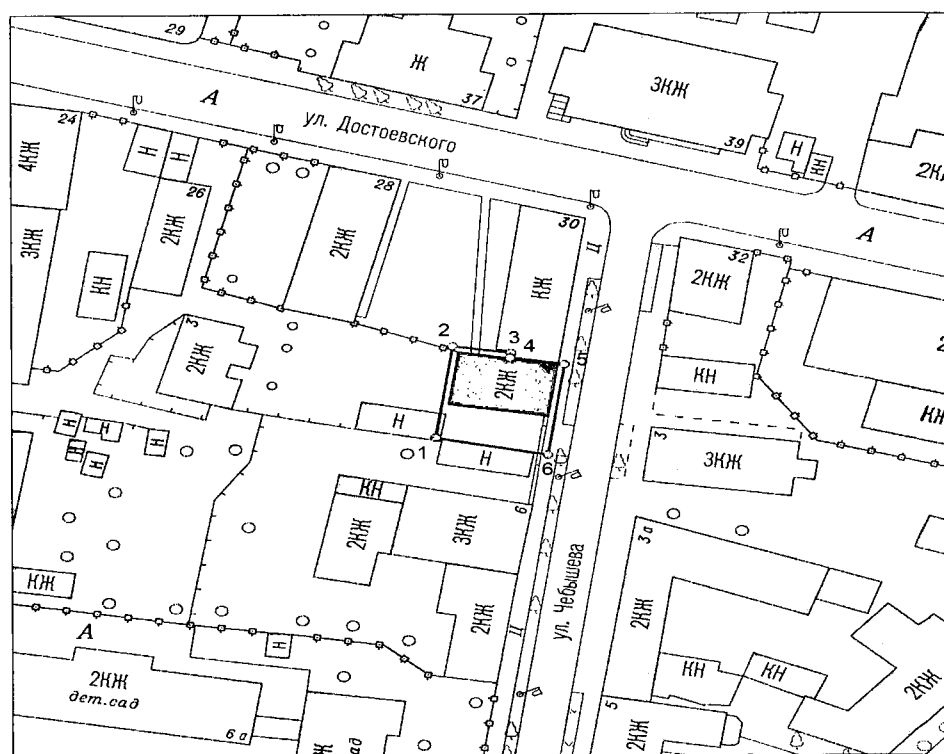 29
А
ул. Достоевского
Ж
37
3КЖ
39
Н
КН
А
24
4КЖ
3КЖ
Н
Н
26
2КЖ
КН
28
2КЖ
30
КЖ
Ц
32
2КЖ
КН
КЖ
3
2КЖ
2
3
4
5
2КЖ
1
6
Н
Н
6
3КЖ
КН
2КЖ
2КЖ
Н
Н
Н
Н
Н
КЖ
А
Н
2КЖ
дет.сад
6а
Ц
ул. Чебышева
3
3КЖ
3а
2КЖ
КН
КН
2КЖ
5
2КЖ